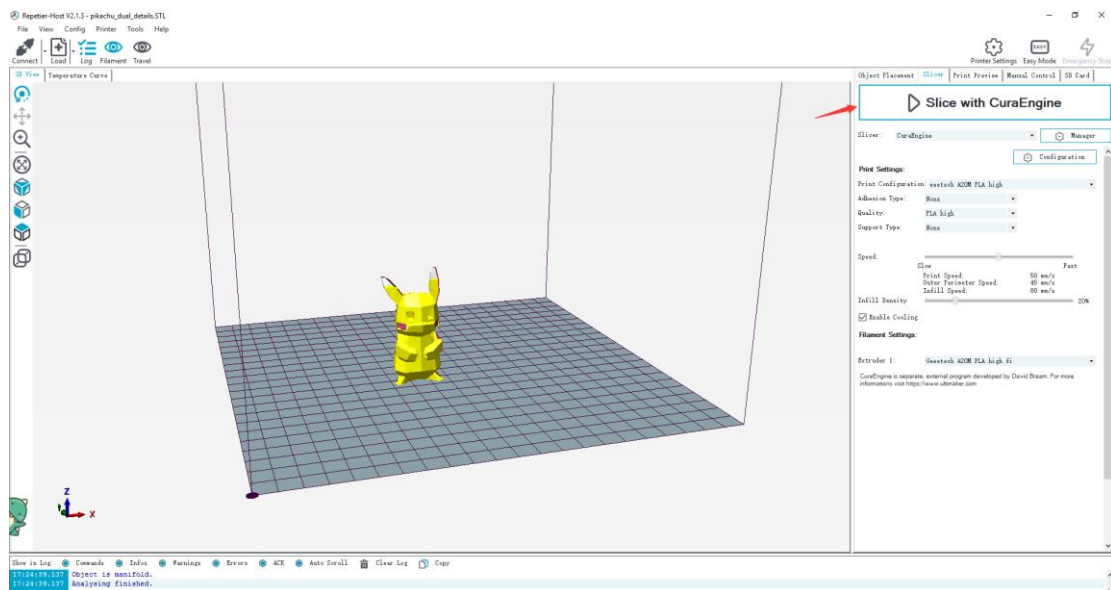 Repetier-Host V2.1.3 - pikachu_dual_details.STL
File View Config Printer Tools Help
Connect Load Log Filament Travel Printer Settings Easy Mode Emergency Stop
3D View Temperature Curve Object Placement Slicer Print Preview Manual Control SD Card
Slice with CuraEngine
Slicer: CuraEngine Manager
Configuration
Print Settings:
Print Configuration: eeetech A20M PLA high
Adhesion Type: None
Quality: PLA high
Support Type: None
Speed:
Slow Fast
Print Speed: 50 mm/s
Outer Perimeter Speed: 45 mm/s
Infill Speed: 80 mm/s
Infill Density 20%
Enable Cooling
Filament Settings:
Extruder 1: Geeetech A20M PLA high fi
CuraEngine is separate, external program developed by David Braam. For more
informations visit https://www.ultimaker.com
Z
X
Show in Log: Commands Infos Warnings Errors ACK Auto Scroll Clear Log Copy
17:24:39.137 Object is manifold.
17:24:39.137 Analysing finished.